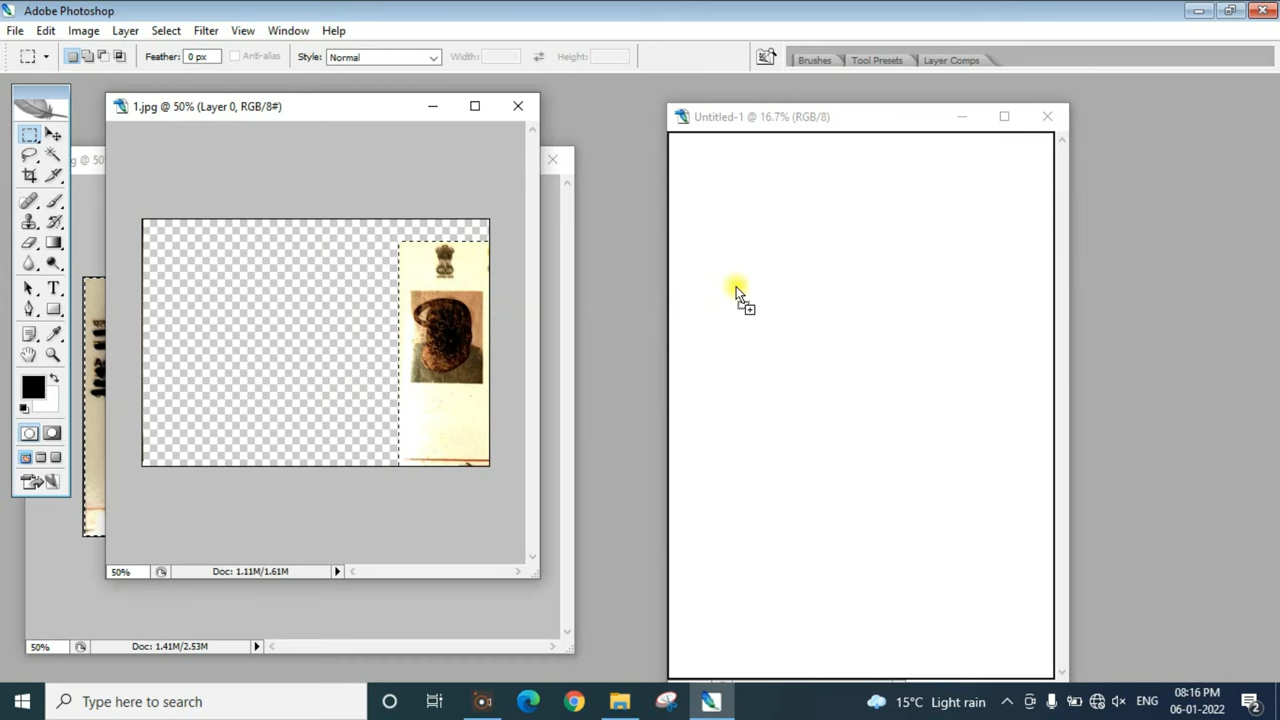 Adobe Photoshop
File Edit Image Layer Select Filter View Window Help
Feather: 0 px Anti-alias Style: Normal Width: Height: Brushes Tool Presets Layer Comps
1.jpg @ 50% (Layer 0, RGB/8#)
Untitled-1 @ 16.7% (RGB/8)
g @ 50
50% Doc: 1.11M/1.61M
50% Doc: 1.41M/2.53M
Type here to search
15°C Light rain
ENG
08:16 PM
06-01-2022
2